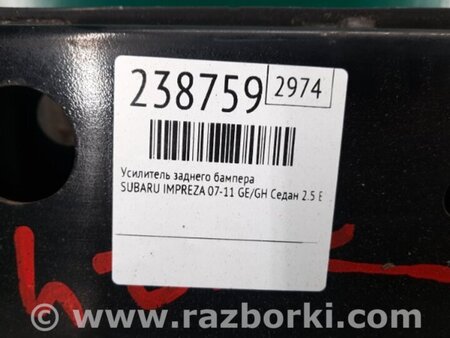 238759
2974
Усилитель заднего бампера
SUBARU IMPREZA 07-11 GE/GH Седан 2.5 E
www.razborki.com